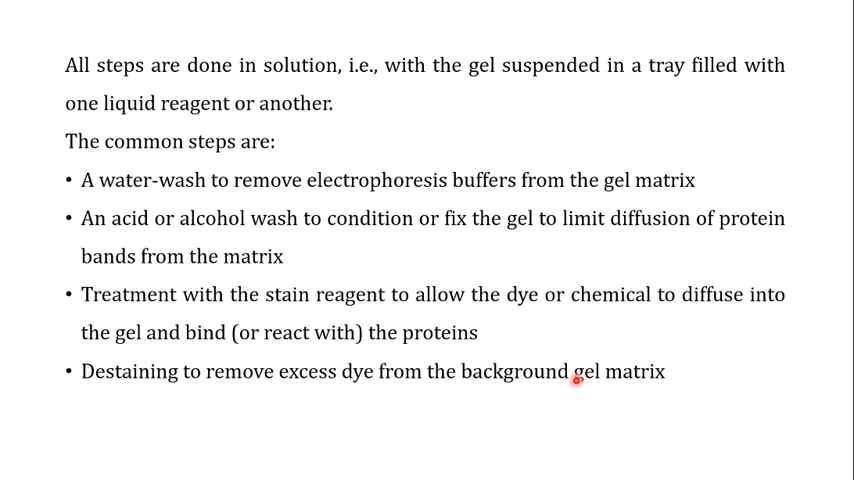 All steps are done in solution, i.e., with the gel suspended in a tray filled with
one liquid reagent or another.
The common steps are:
• A water-wash to remove electrophoresis buffers from the gel matrix
• An acid or alcohol wash to condition or fix the gel to limit diffusion of protein
bands from the matrix
• Treatment with the stain reagent to allow the dye or chemical to diffuse into
the gel and bind (or react with) the proteins
• Destaining to remove excess dye from the background gel matrix